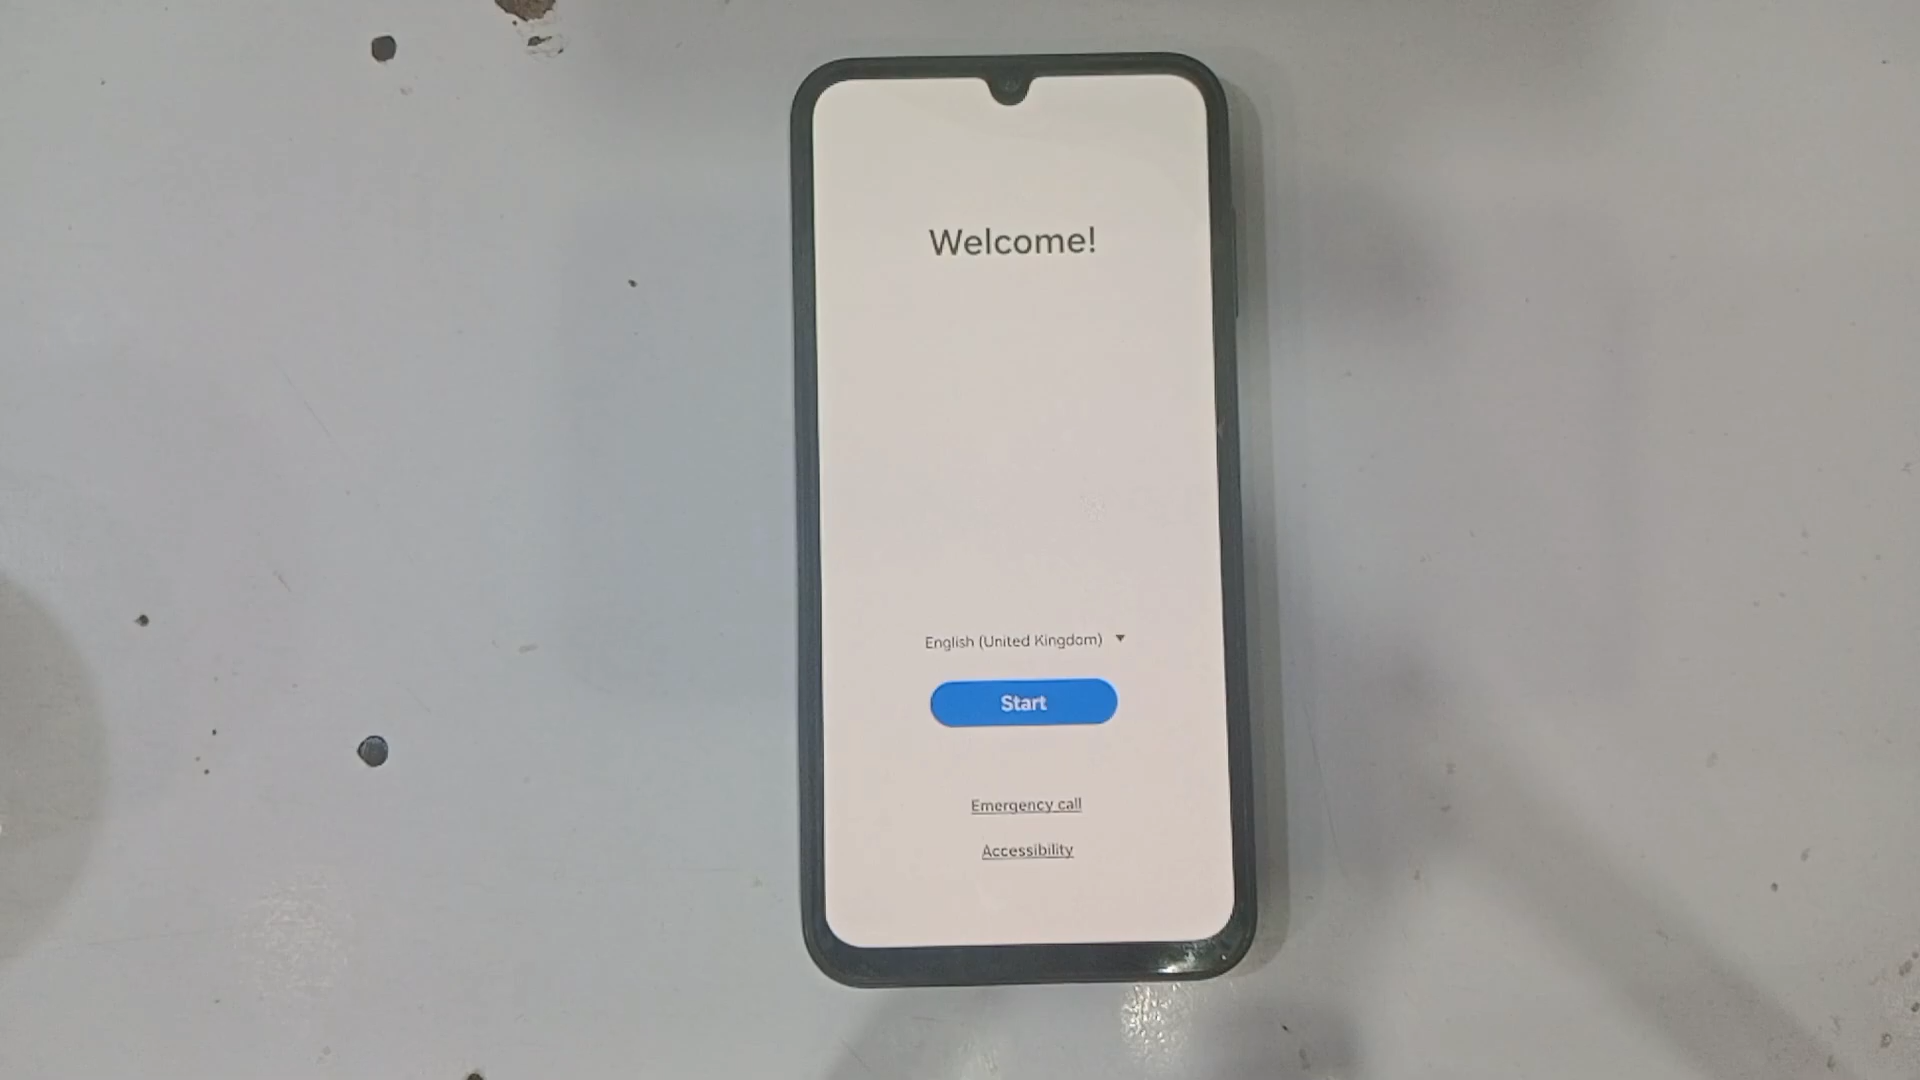 Welcome!
English (United Kingdom)
Start
Emergency call
Accessibility